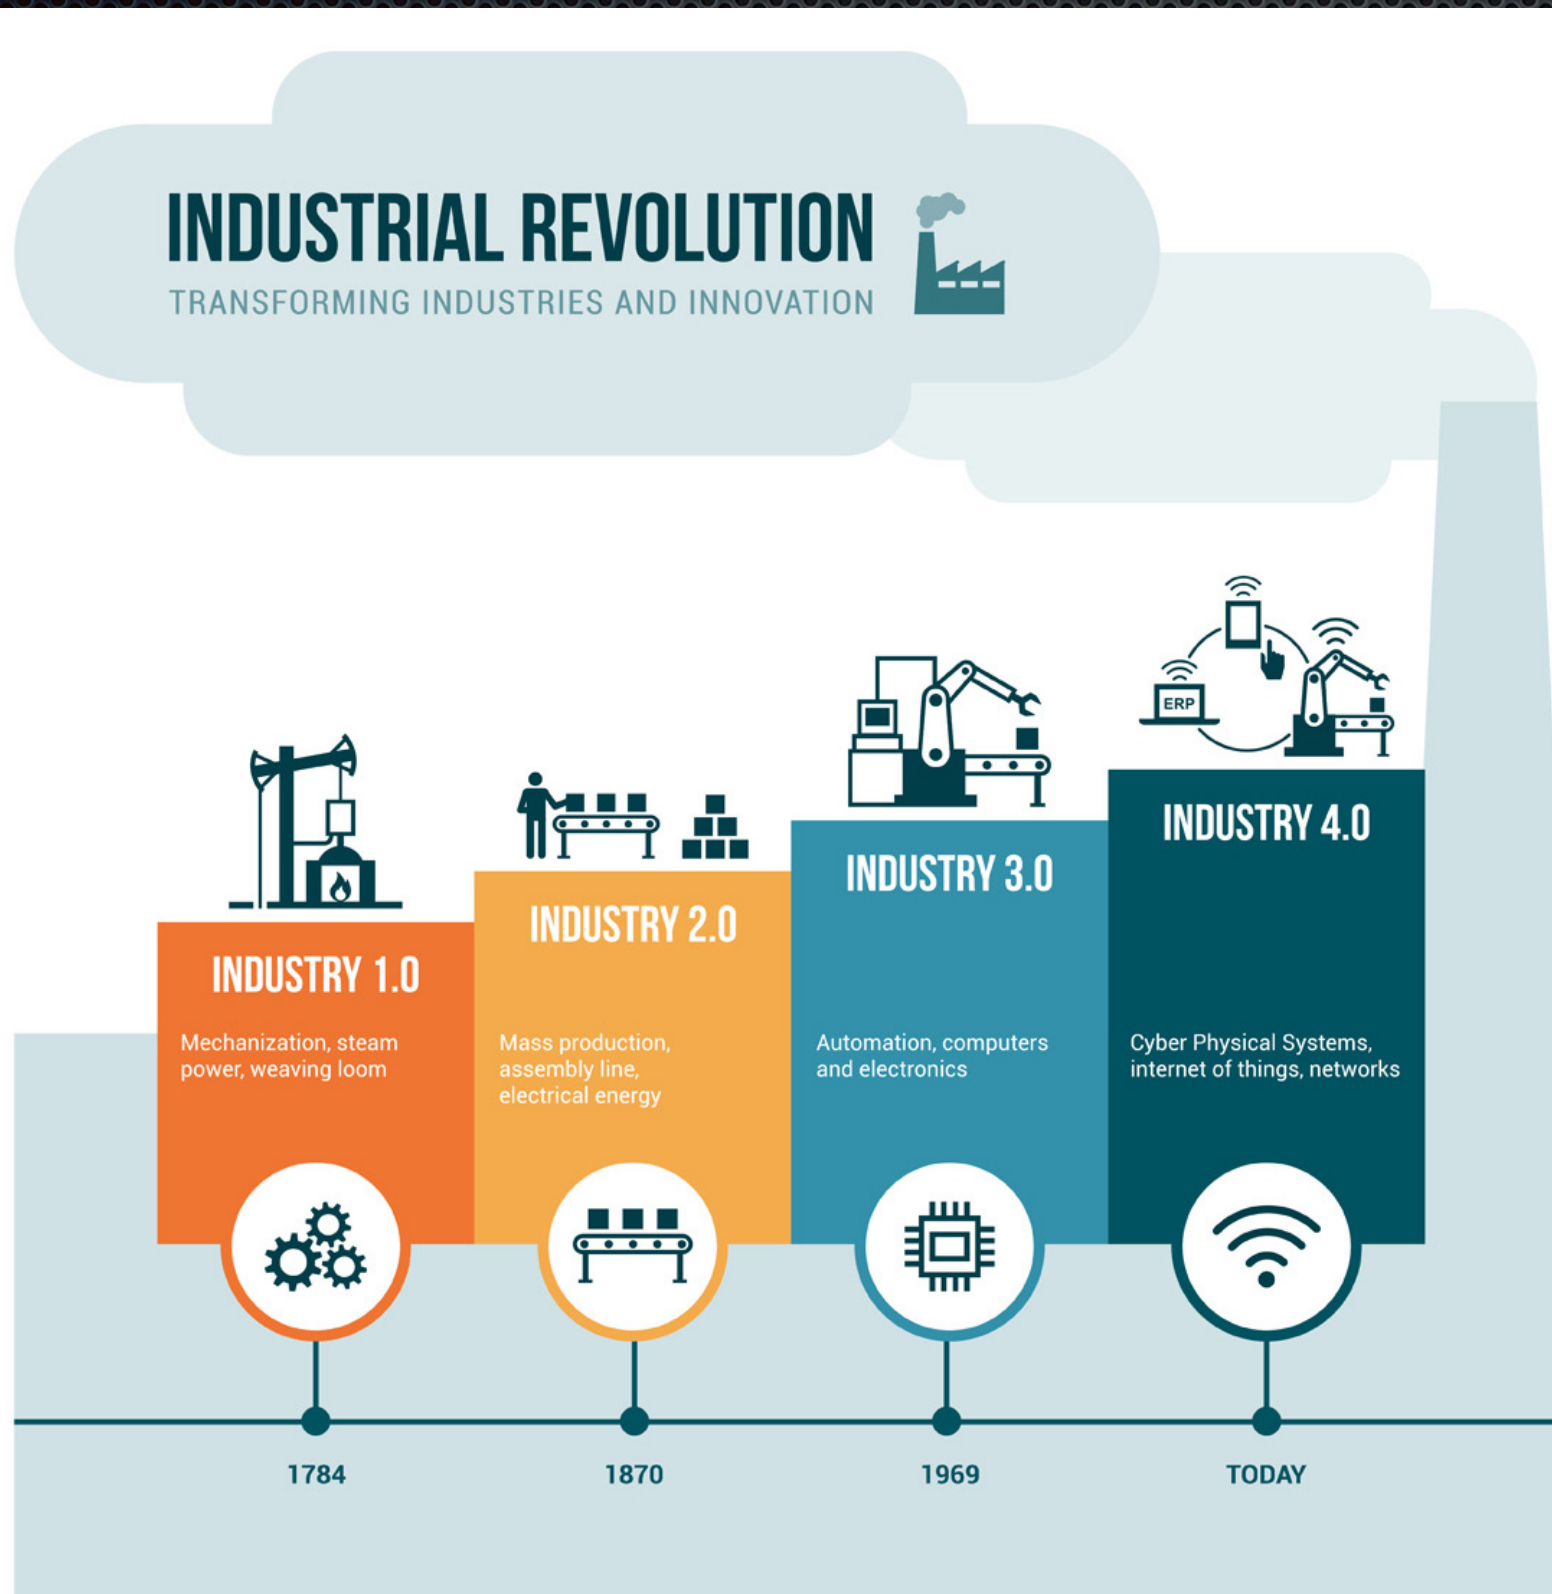 INDUSTRIAL REVOLUTION
TRANSFORMING INDUSTRIES AND INNOVATION
ERP
INDUSTRY 1.0
Mechanization, steam
power, weaving loom
INDUSTRY 2.0
Mass production,
assembly line,
electrical energy
INDUSTRY 3.0
Automation, computers
and electronics
INDUSTRY 4.0
Cyber Physical Systems,
internet of things, networks
1784
1870
1969
TODAY